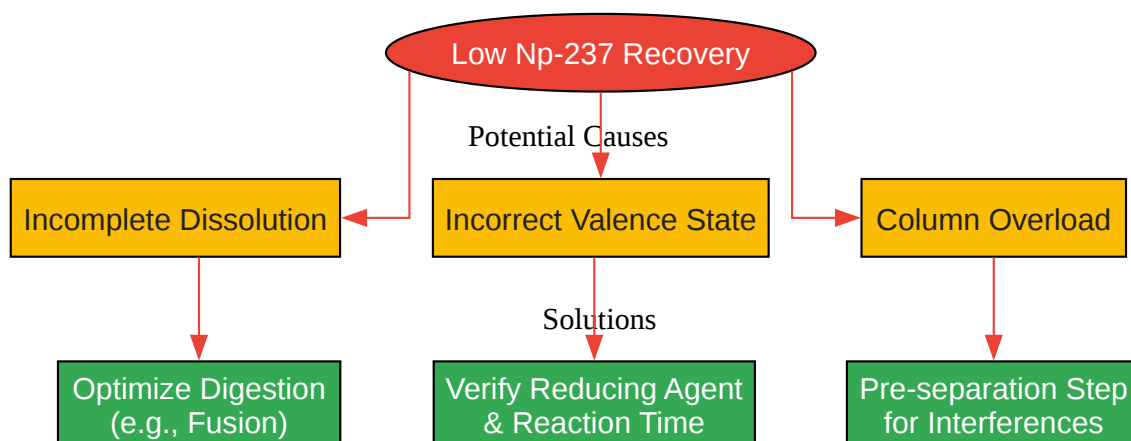 Low Np-237 Recovery
Potential Causes
Incomplete Dissolution
Incorrect Valence State
Column Overload
Solutions
Optimize Digestion
(e.g., Fusion)
Verify Reducing Agent
& Reaction Time
Pre-separation Step
for Interferences